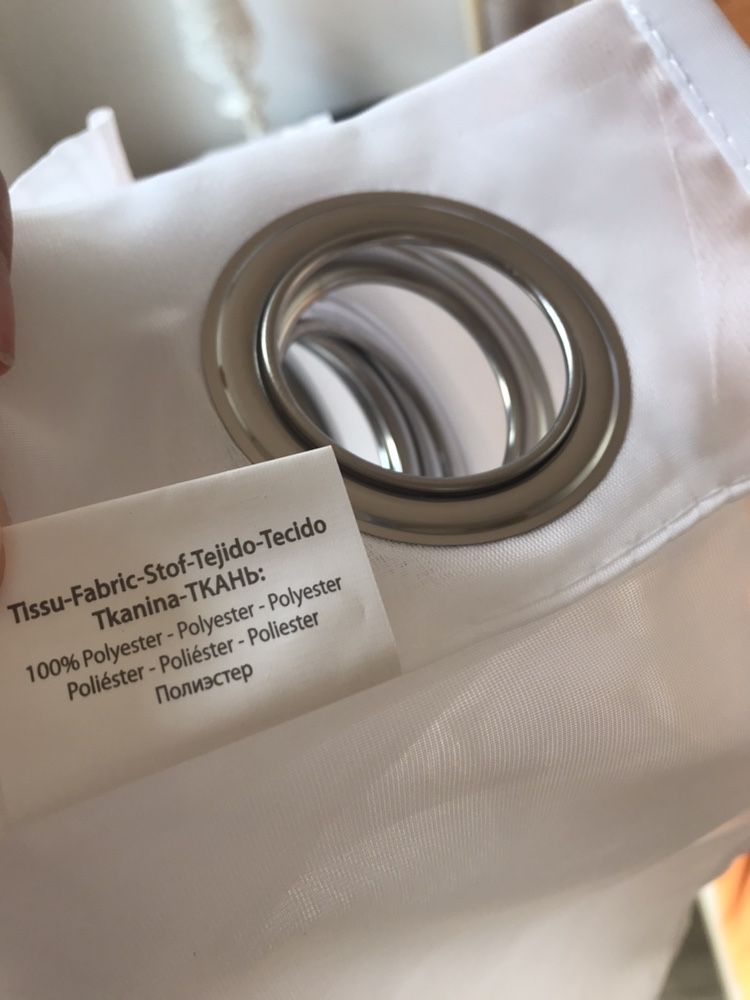 TIssu-Fabric-Stof-Tejido-Tecido
Tkanina-ТКАНЬ:
100% Polyester - Polyester - Polyester
Poliéster - Poliéster - Poliester
Полиэстер